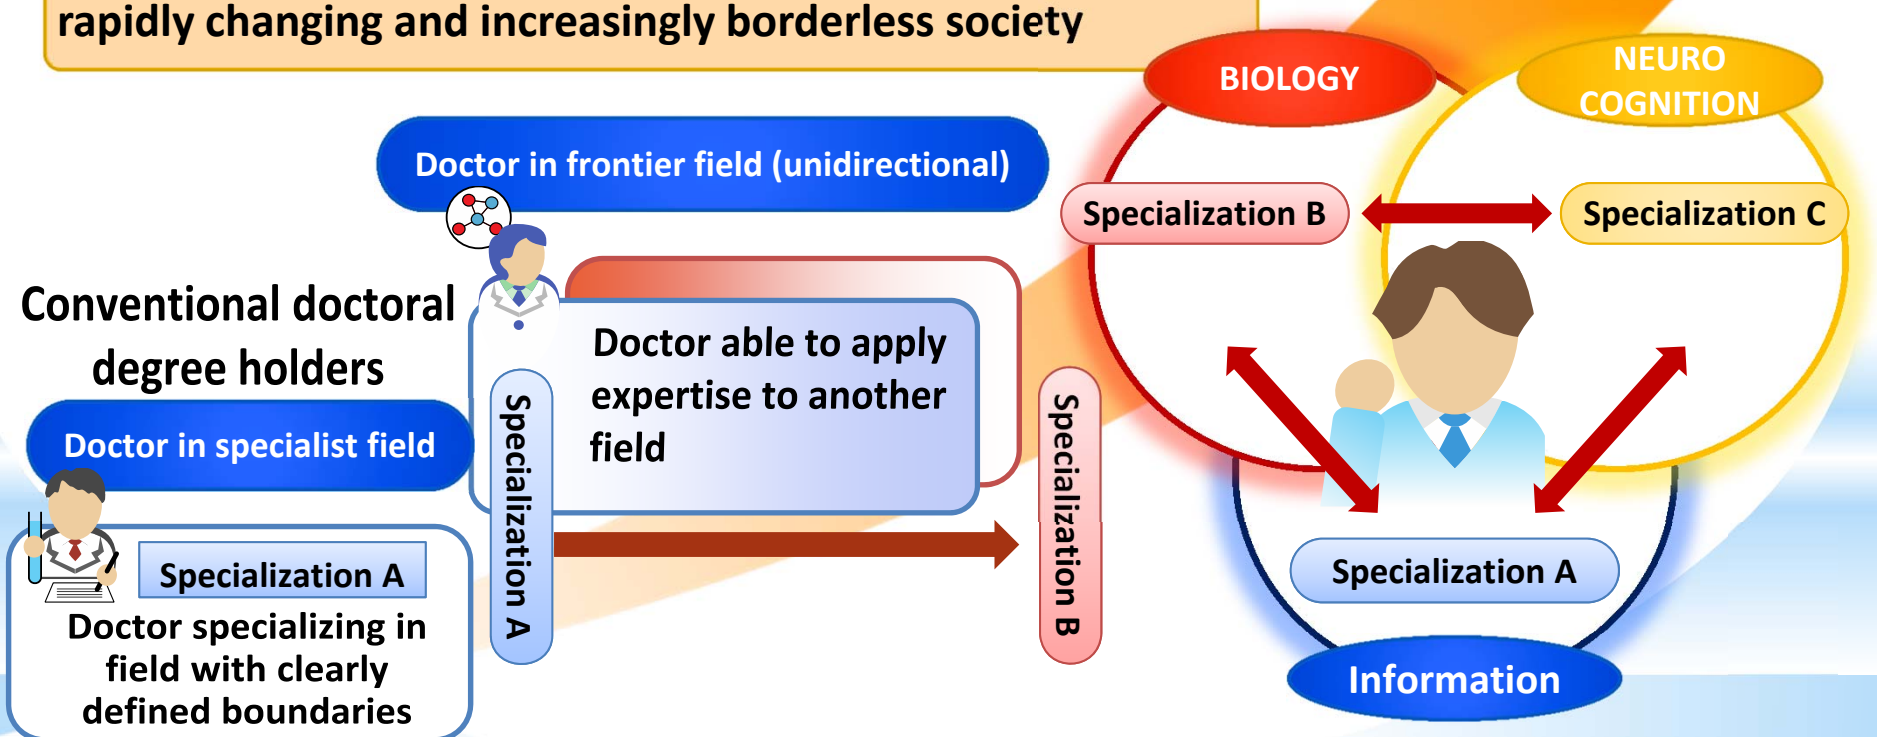 rapidly changing and increasingly borderless society
BIOLOGY
NEURO
COGNITION
Doctor in frontier field (unidirectional)
Specialization B
Specialization C
Conventional doctoral
degree holders
Doctor able to apply
expertise to another
field
Specialization A
Specialization B
Doctor in specialist field
Specialization A
Doctor specializing in
field with clearly
defined boundaries
Specialization A
Information